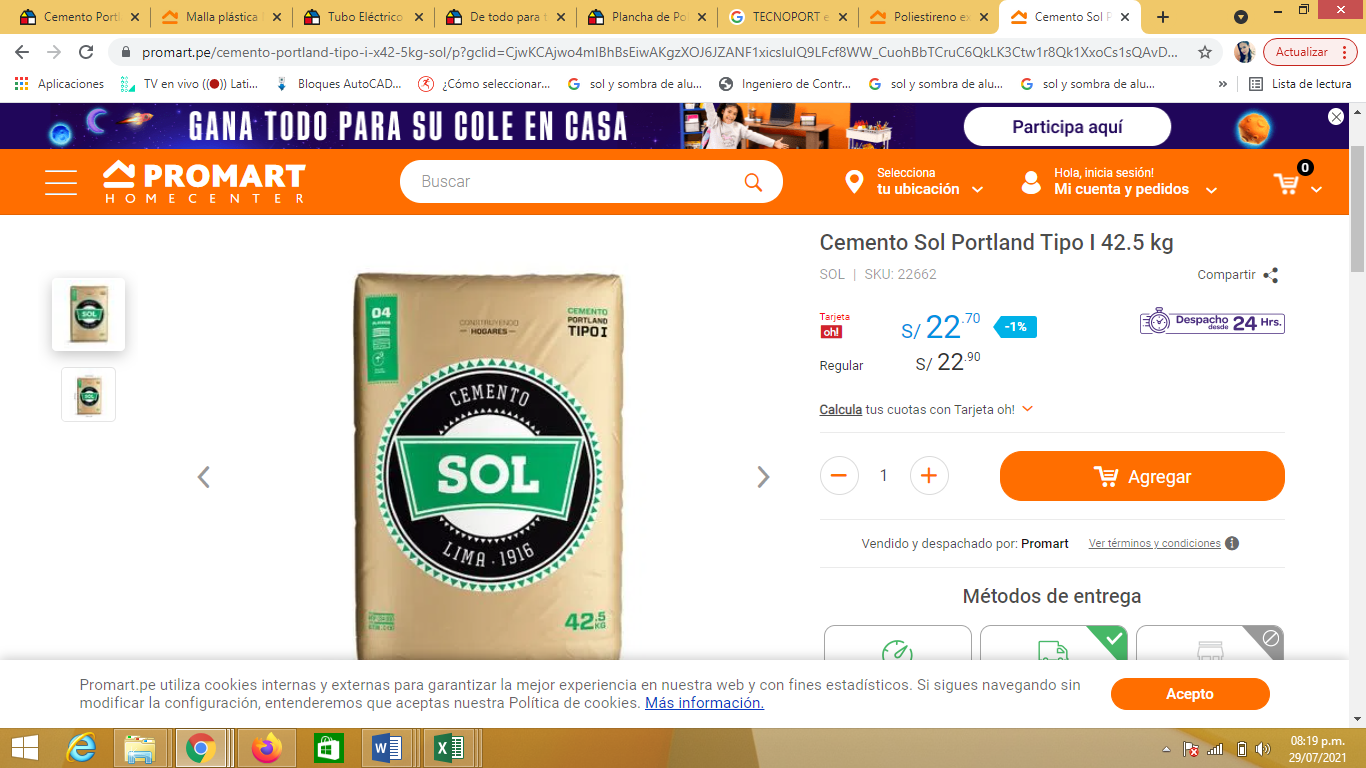 Cemento Portl
Malla plástica
Tubo Eléctrico
De todo para t
Plancha de Pol
TECNOPORT e
Poliestireno ex
Cemento Sol P
promart.pe/cemento-portland-tipo-i-x42-5kg-sol/p?gclid=CjwKCAjwo4mIBhBsEiwAKgzXOJ6JZANF1xicsIulQ9LFcf8WW_CuohBbTCruC6QkLK3Ctw1r8Qk1XxoCs1sQAvD...
Actualizar
Aplicaciones
TV en vivo ((●)) Lati...
Bloques AutoCAD...
¿Cómo seleccionar...
sol y sombra de alu...
Ingeniero de Contr...
sol y sombra de alu...
sol y sombra de alu...
»
Lista de lectura
GANA TODO PARA SU COLE EN CASA
Participa aquí
PROMART
HOMECENTER
Buscar
Selecciona
tu ubicación
Hola, inicia sesión!
Mi cuenta y pedidos
0
Cemento Sol Portland Tipo I 42.5 kg
SOL | SKU: 22662
Compartir
Tarjeta
oh!
S/ 22.70
-1%
Despacho desde 24 Hrs.
Regular
S/ 22.90
Calcula tus cuotas con Tarjeta oh!
1
Agregar
Vendido y despachado por: Promart
Ver términos y condiciones
Métodos de entrega
04
CONSTRUYENDO
HOGARES
CEMENTO
PORTLAND
TIPO I
CEMENTO
SOL
LIMA · 1916
42.5
KG
Promart.pe utiliza cookies internas y externas para garantizar la mejor experiencia en nuestra web y con fines estadísticos. Si sigues navegando sin
modificar la configuración, entenderemos que aceptas nuestra Política de cookies. Más información.
Acepto
08:19 p.m.
29/07/2021